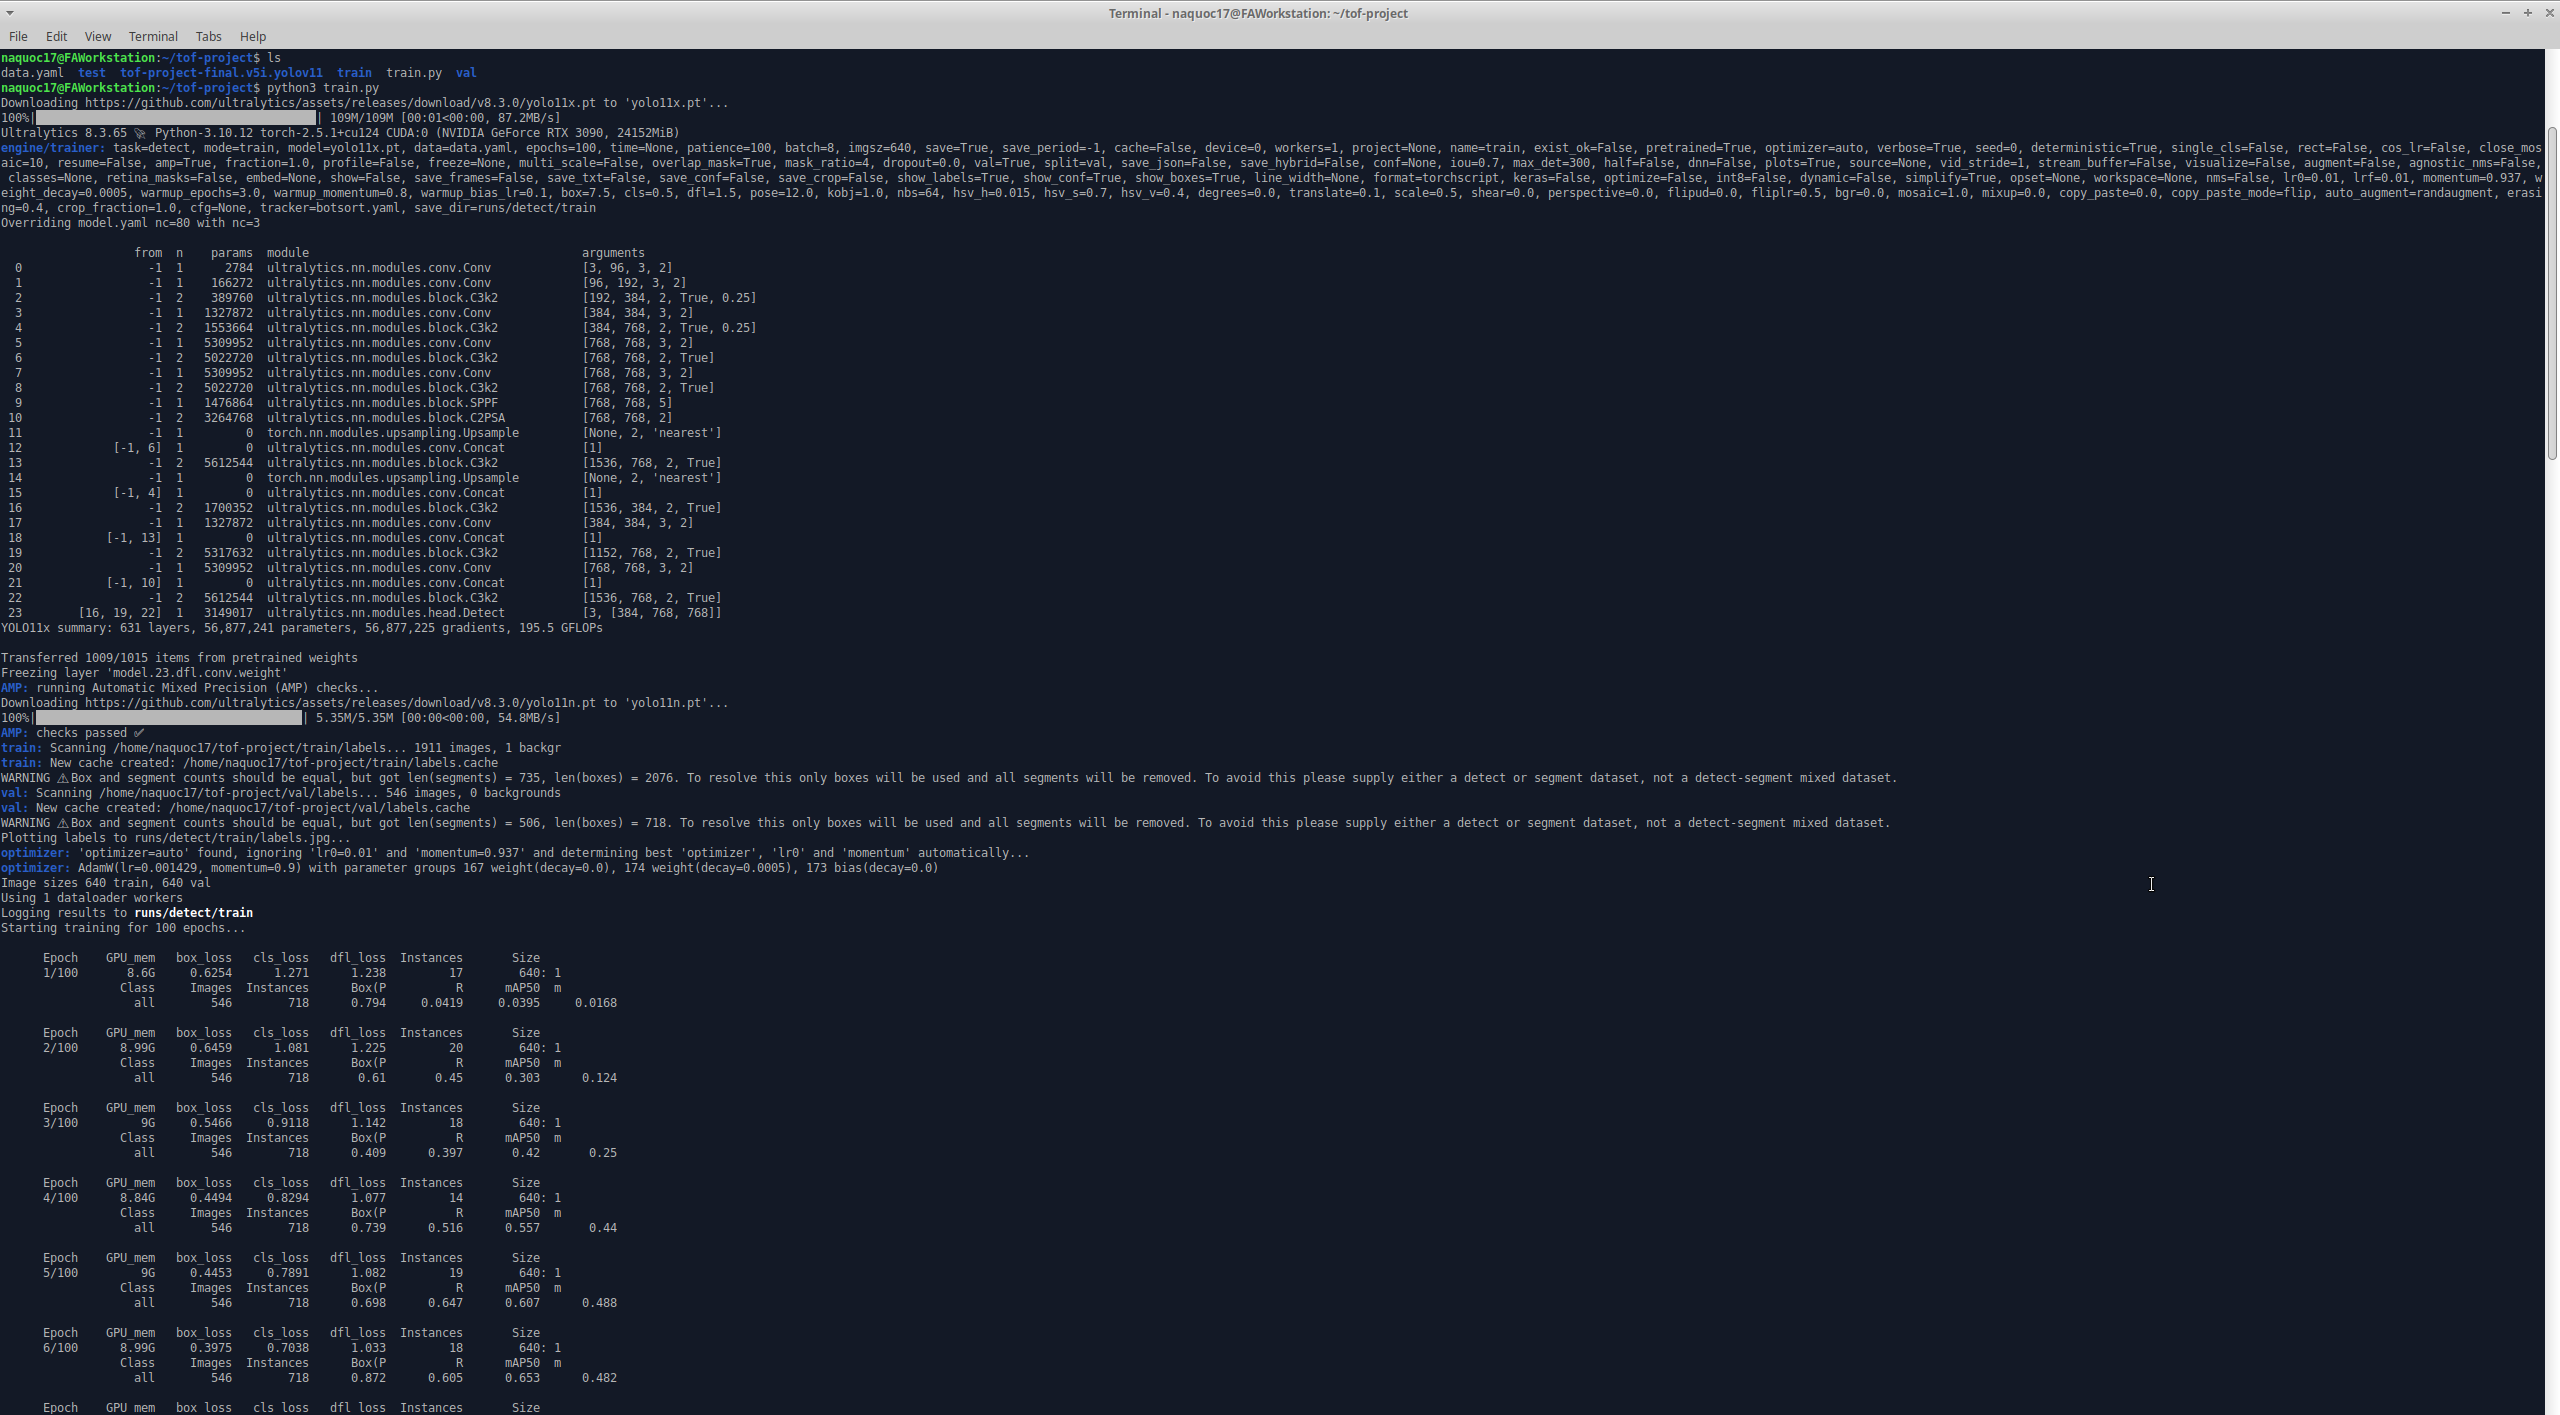 Terminal - naquoc17@FAWorkstation: ~/tof-project
File Edit View Terminal Tabs Help
naquoc17@FAWorkstation:~/tof-project$ ls
data.yaml test tof-project-final.v5i.yolov11 train train.py val
naquoc17@FAWorkstation:~/tof-project$ python3 train.py
Downloading https://github.com/ultralytics/assets/releases/download/v8.3.0/yolo11x.pt to 'yolo11x.pt'...
100%| | 109M/109M [00:01<00:00, 87.2MB/s]
Ultralytics 8.3.65 🚀 Python-3.10.12 torch-2.5.1+cu124 CUDA:0 (NVIDIA GeForce RTX 3090, 24152MiB)
engine/trainer: task=detect, mode=train, model=yolo11x.pt, data=data.yaml, epochs=100, time=None, patience=100, batch=8, imgsz=640, save=True, save_period=-1, cache=False, device=0, workers=1, project=None, name=train, exist_ok=False, pretrained=True, optimizer=auto, verbose=True, seed=0, deterministic=True, single_cls=False, rect=False, cos_lr=False, close_mos
aic=10, resume=False, amp=True, fraction=1.0, profile=False, freeze=None, multi_scale=False, overlap_mask=True, mask_ratio=4, dropout=0.0, val=True, split=val, save_json=False, save_hybrid=False, conf=None, iou=0.7, max_det=300, half=False, dnn=False, plots=True, source=None, vid_stride=1, stream_buffer=False, visualize=False, augment=False, agnostic_nms=False,
classes=None, retina_masks=False, embed=None, show=False, save_frames=False, save_txt=False, save_conf=False, save_crop=False, show_labels=True, show_conf=True, show_boxes=True, line_width=None, format=torchscript, keras=False, optimize=False, int8=False, dynamic=False, simplify=True, opset=None, workspace=None, nms=False, lr0=0.01, lrf=0.01, momentum=0.937, w
eight_decay=0.0005, warmup_epochs=3.0, warmup_momentum=0.8, warmup_bias_lr=0.1, box=7.5, cls=0.5, dfl=1.5, pose=12.0, kobj=1.0, nbs=64, hsv_h=0.015, hsv_s=0.7, hsv_v=0.4, degrees=0.0, translate=0.1, scale=0.5, shear=0.0, perspective=0.0, flipud=0.0, fliplr=0.5, bgr=0.0, mosaic=1.0, mixup=0.0, copy_paste=0.0, copy_paste_mode=flip, auto_augment=randaugment, erasi
ng=0.4, crop_fraction=1.0, cfg=None, tracker=botsort.yaml, save_dir=runs/detect/train
Overriding model.yaml nc=80 with nc=3
from n params module arguments
0 -1 1 2784 ultralytics.nn.modules.conv.Conv [3, 96, 3, 2]
1 -1 1 166272 ultralytics.nn.modules.conv.Conv [96, 192, 3, 2]
2 -1 2 389760 ultralytics.nn.modules.block.C3k2 [192, 384, 2, True, 0.25]
3 -1 1 1327872 ultralytics.nn.modules.conv.Conv [384, 384, 3, 2]
4 -1 2 1553664 ultralytics.nn.modules.block.C3k2 [384, 768, 2, True, 0.25]
5 -1 1 5309952 ultralytics.nn.modules.conv.Conv [768, 768, 3, 2]
6 -1 2 5022720 ultralytics.nn.modules.block.C3k2 [768, 768, 2, True]
7 -1 1 5309952 ultralytics.nn.modules.conv.Conv [768, 768, 3, 2]
8 -1 2 5022720 ultralytics.nn.modules.block.C3k2 [768, 768, 2, True]
9 -1 1 1476864 ultralytics.nn.modules.block.SPPF [768, 768, 5]
10 -1 2 3264768 ultralytics.nn.modules.block.C2PSA [768, 768, 2]
11 -1 1 0 torch.nn.modules.upsampling.Upsample [None, 2, 'nearest']
12 [-1, 6] 1 0 ultralytics.nn.modules.conv.Concat [1]
13 -1 2 5612544 ultralytics.nn.modules.block.C3k2 [1536, 768, 2, True]
14 -1 1 0 torch.nn.modules.upsampling.Upsample [None, 2, 'nearest']
15 [-1, 4] 1 0 ultralytics.nn.modules.conv.Concat [1]
16 -1 2 1700352 ultralytics.nn.modules.block.C3k2 [1536, 384, 2, True]
17 -1 1 1327872 ultralytics.nn.modules.conv.Conv [384, 384, 3, 2]
18 [-1, 13] 1 0 ultralytics.nn.modules.conv.Concat [1]
19 -1 2 5317632 ultralytics.nn.modules.block.C3k2 [1152, 768, 2, True]
20 -1 1 5309952 ultralytics.nn.modules.conv.Conv [768, 768, 3, 2]
21 [-1, 10] 1 0 ultralytics.nn.modules.conv.Concat [1]
22 -1 2 5612544 ultralytics.nn.modules.block.C3k2 [1536, 768, 2, True]
23 [16, 19, 22] 1 3149017 ultralytics.nn.modules.head.Detect [3, [384, 768, 768]]
YOLO11x summary: 631 layers, 56,877,241 parameters, 56,877,225 gradients, 195.5 GFLOPs
Transferred 1009/1015 items from pretrained weights
Freezing layer 'model.23.dfl.conv.weight'
AMP: running Automatic Mixed Precision (AMP) checks...
Downloading https://github.com/ultralytics/assets/releases/download/v8.3.0/yolo11n.pt to 'yolo11n.pt'...
100%| | 5.35M/5.35M [00:00<00:00, 54.8MB/s]
AMP: checks passed ✅
train: Scanning /home/naquoc17/tof-project/train/labels... 1911 images, 1 backgr
train: New cache created: /home/naquoc17/tof-project/train/labels.cache
WARNING ⚠️Box and segment counts should be equal, but got len(segments) = 735, len(boxes) = 2076. To resolve this only boxes will be used and all segments will be removed. To avoid this please supply either a detect or segment dataset, not a detect-segment mixed dataset.
val: Scanning /home/naquoc17/tof-project/val/labels... 546 images, 0 backgrounds
val: New cache created: /home/naquoc17/tof-project/val/labels.cache
WARNING ⚠️Box and segment counts should be equal, but got len(segments) = 506, len(boxes) = 718. To resolve this only boxes will be used and all segments will be removed. To avoid this please supply either a detect or segment dataset, not a detect-segment mixed dataset.
Plotting labels to runs/detect/train/labels.jpg...
optimizer: 'optimizer=auto' found, ignoring 'lr0=0.01' and 'momentum=0.937' and determining best 'optimizer', 'lr0' and 'momentum' automatically...
optimizer: AdamW(lr=0.001429, momentum=0.9) with parameter groups 167 weight(decay=0.0), 174 weight(decay=0.0005), 173 bias(decay=0.0)
Image sizes 640 train, 640 val
Using 1 dataloader workers
Logging results to runs/detect/train
Starting training for 100 epochs...
Epoch GPU_mem box_loss cls_loss dfl_loss Instances Size
1/100 8.6G 0.6254 1.271 1.238 17 640: 1
Class Images Instances Box(P R mAP50 m
all 546 718 0.794 0.0419 0.0395 0.0168
Epoch GPU_mem box_loss cls_loss dfl_loss Instances Size
2/100 8.99G 0.6459 1.081 1.225 20 640: 1
Class Images Instances Box(P R mAP50 m
all 546 718 0.61 0.45 0.303 0.124
Epoch GPU_mem box_loss cls_loss dfl_loss Instances Size
3/100 9G 0.5466 0.9118 1.142 18 640: 1
Class Images Instances Box(P R mAP50 m
all 546 718 0.409 0.397 0.42 0.25
Epoch GPU_mem box_loss cls_loss dfl_loss Instances Size
4/100 8.84G 0.4494 0.8294 1.077 14 640: 1
Class Images Instances Box(P R mAP50 m
all 546 718 0.739 0.516 0.557 0.44
Epoch GPU_mem box_loss cls_loss dfl_loss Instances Size
5/100 9G 0.4453 0.7891 1.082 19 640: 1
Class Images Instances Box(P R mAP50 m
all 546 718 0.698 0.647 0.607 0.488
Epoch GPU_mem box_loss cls_loss dfl_loss Instances Size
6/100 8.99G 0.3975 0.7038 1.033 18 640: 1
Class Images Instances Box(P R mAP50 m
all 546 718 0.872 0.605 0.653 0.482
Epoch GPU_mem box_loss cls_loss dfl_loss Instances Size